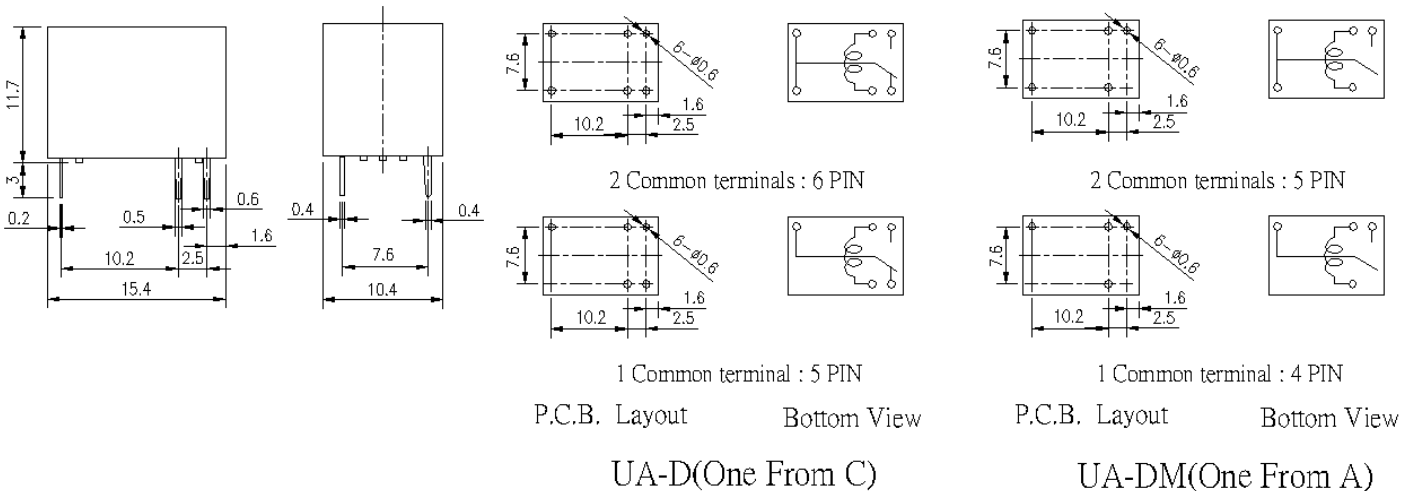 11.7
3
0.2
0.5
0.6
1.6
10.2
2.5
15.4
0.4
0.4
7.6
10.4
7.6
6-ø0.6
1.6
10.2
2.5
2 Common terminals : 6 PIN
7.6
6-ø0.6
1.6
10.2
2.5
1 Common terminal : 5 PIN
P.C.B. Layout
Bottom View
UA-D(One From C)
7.6
6-ø0.6
1.6
10.2
2.5
2 Common terminals : 5 PIN
7.6
6-ø0.6
1.6
10.2
2.5
1 Common terminal : 4 PIN
P.C.B. Layout
Bottom View
UA-DM(One From A)